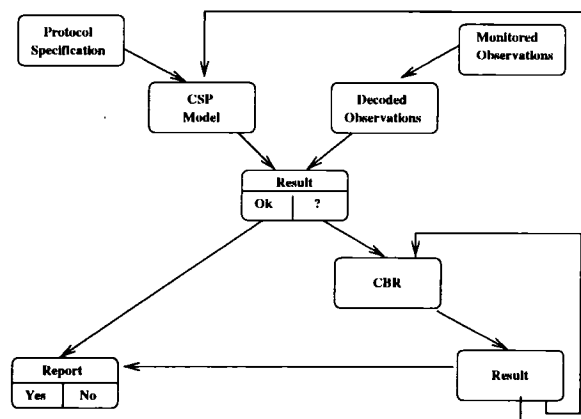 Protocol
Specification
Monitored
Observations
CSP
Model
Decoded
Observations
Result
Ok ?
CBR
Report
Yes No
Result